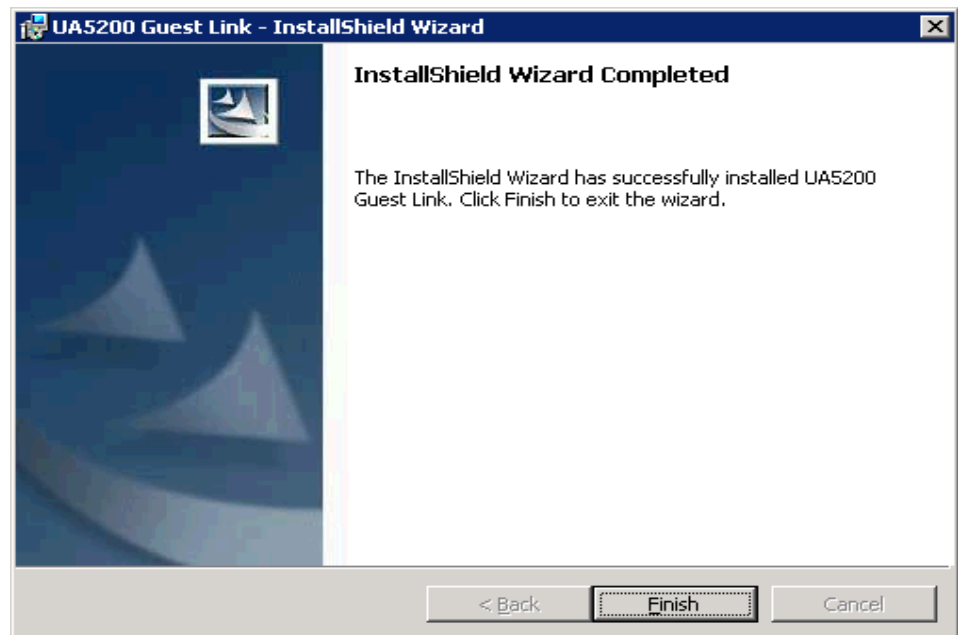 UA5200 Guest Link - InstallShield Wizard
InstallShield Wizard Completed
The InstallShield Wizard has successfully installed UA5200
Guest Link. Click Finish to exit the wizard.
< Back Finish Cancel